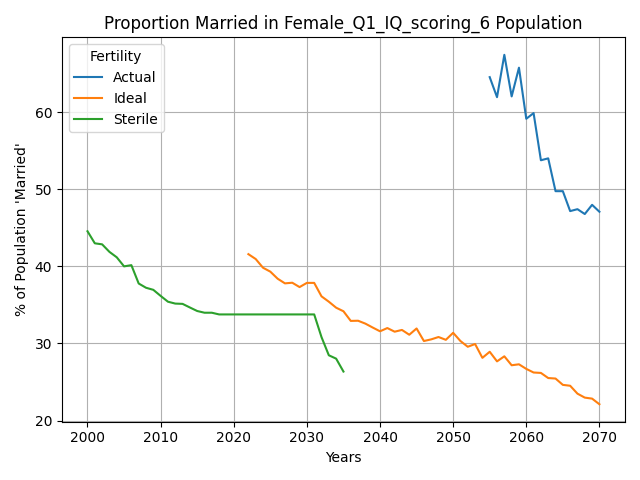 Proportion Married in Female_Q1_IQ_scoring_6 Population
Fertility
Actual
Ideal
Sterile
% of Population 'Married'
60
50
40
30
20
2000 2010 2020 2030 2040 2050 2060 2070
Years